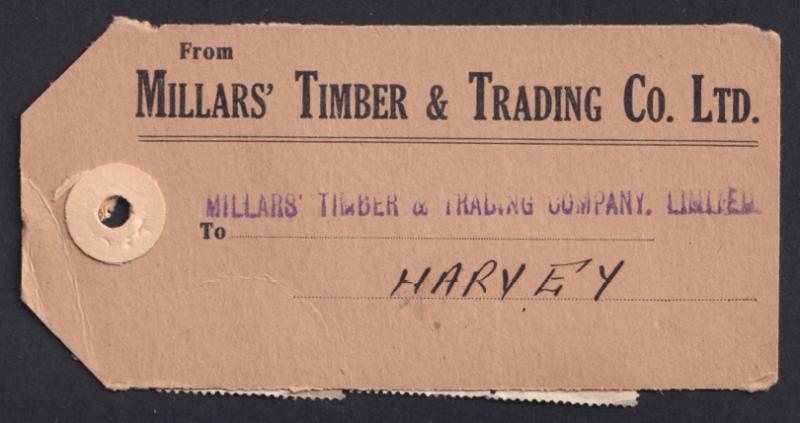 From
MILLARS' TIMBER & TRADING CO. LTD.
MILLARS' TIMBER & TRADING COMPANY. LIMITED.
To
HARVEY